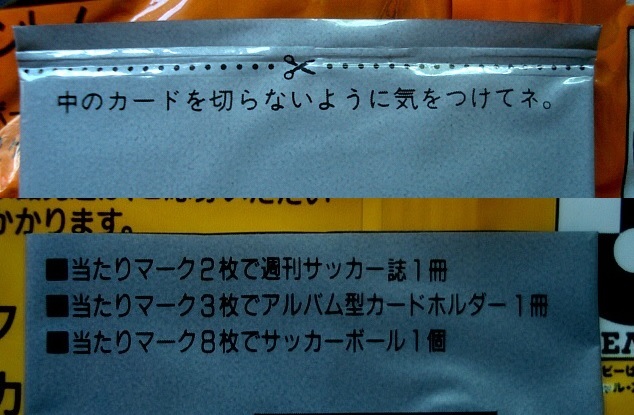 中のカードを切らないように気をつけてネ。
かかります。
■当たりマーク2枚で週刊サッカー誌1冊
■当たりマーク3枚でアルバム型カードホルダー1冊
■当たりマーク8枚でサッカーボール1個